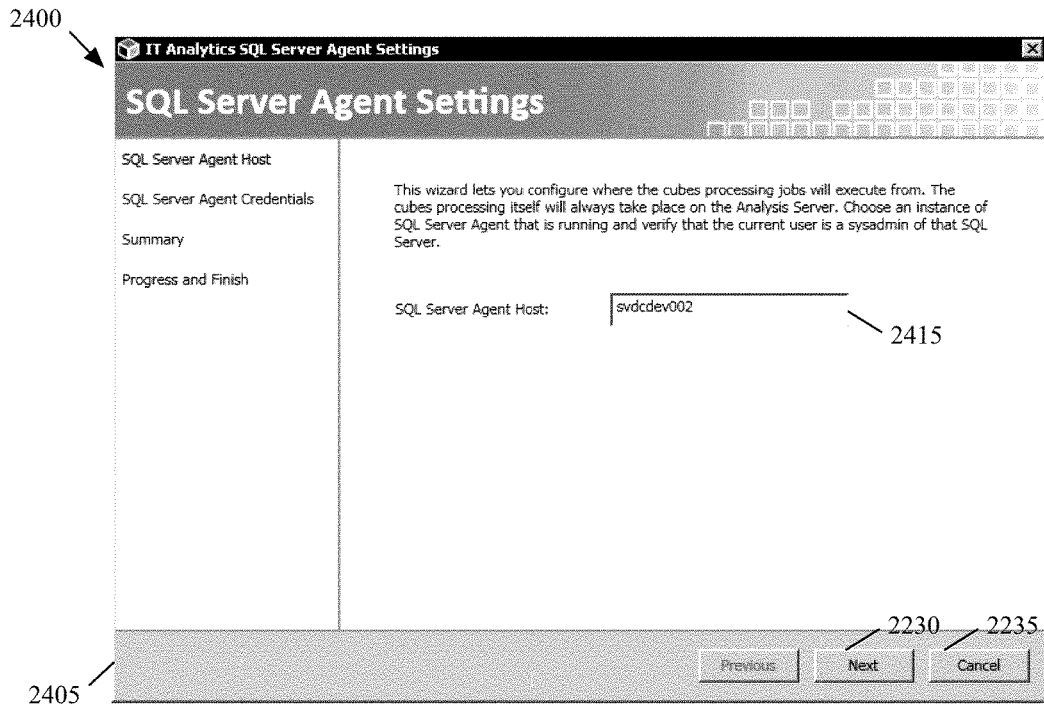 2400
IT Analytics SQL Server Agent Settings
SQL Server Agent Settings
SQL Server Agent Host
SQL Server Agent Credentials
Summary
Progress and Finish
This wizard lets you configure where the cubes processing jobs will execute from. The
cubes processing itself will always take place on the Analysis Server. Choose an instance of
SQL Server Agent that is running and verify that the current user is a sysadmin of that SQL
Server.
SQL Server Agent Host: svdcdev002
2415
2230 2235
Previous Next Cancel
2405